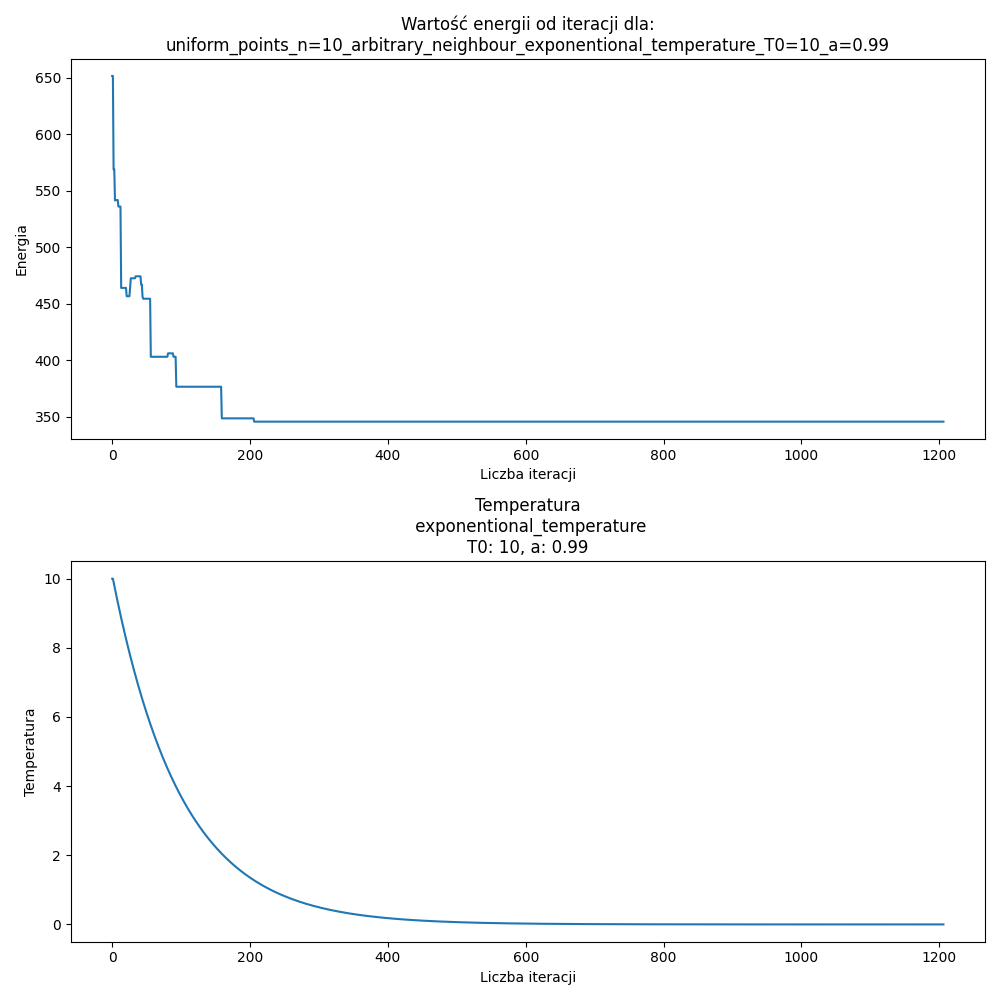 Wartość energii od iteracji dla:
uniform_points_n=10_arbitrary_neighbour_exponentional_temperature_T0=10_a=0.99
650
600
550
500
450
400
350
Energia
0 200 400 600 800 1000 1200
Liczba iteracji
Temperatura
exponentional_temperature
T0: 10, a: 0.99
10
8
6
4
2
0
Temperatura
0 200 400 600 800 1000 1200
Liczba iteracji